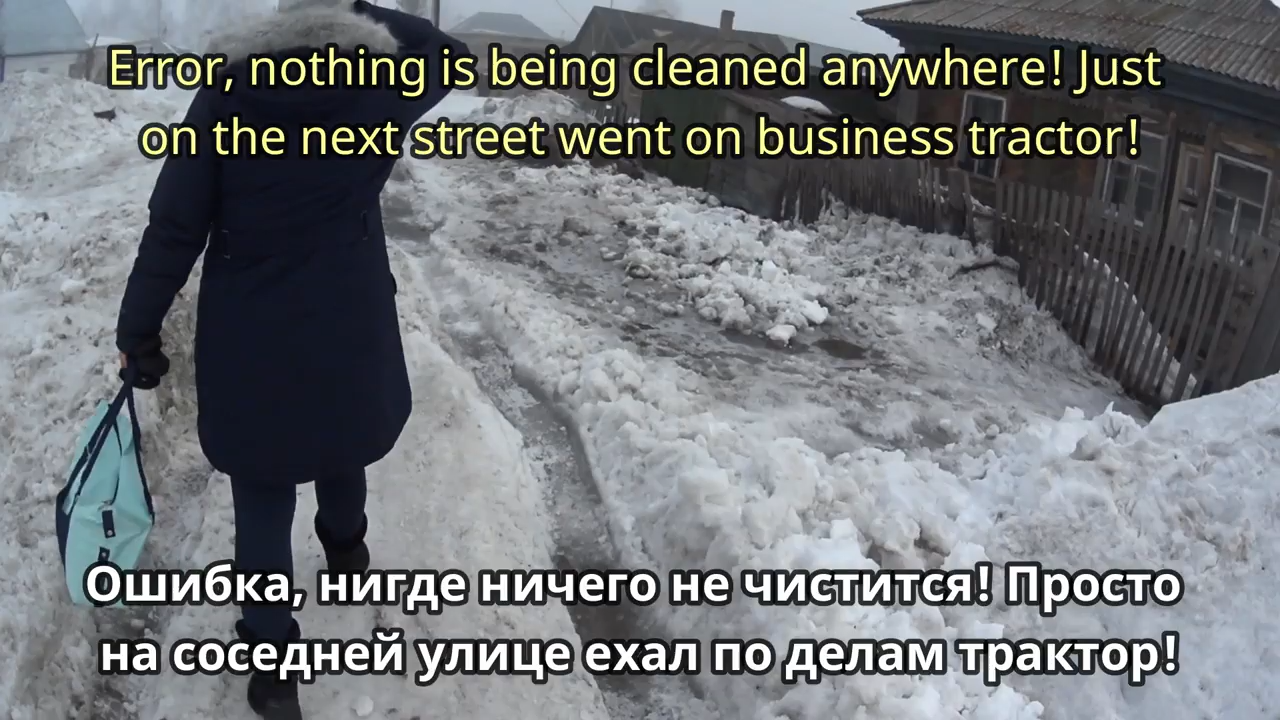 Error, nothing is being cleaned anywhere! Just
on the next street went on business tractor!
Ошибка, нигде ничего не чистится! Просто
на соседней улице ехал по делам трактор!